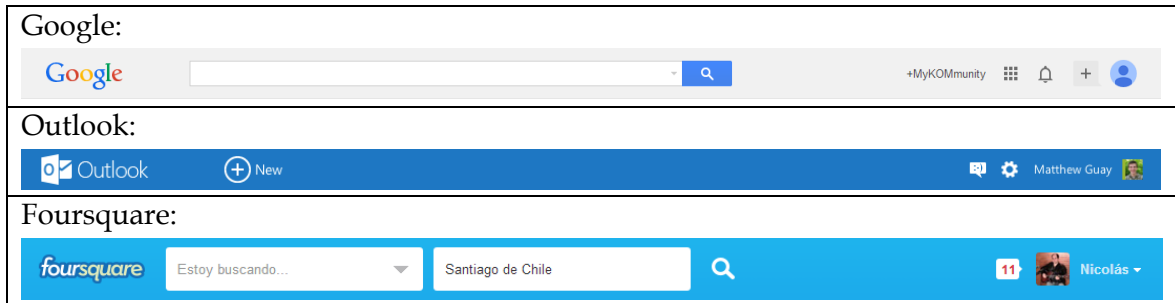 Google:
Google +MyKOMmunity +
Outlook:
Outlook New Matthew Guay
Foursquare:
foursquare Estoy buscando... Santiago de Chile 11 Nicolás